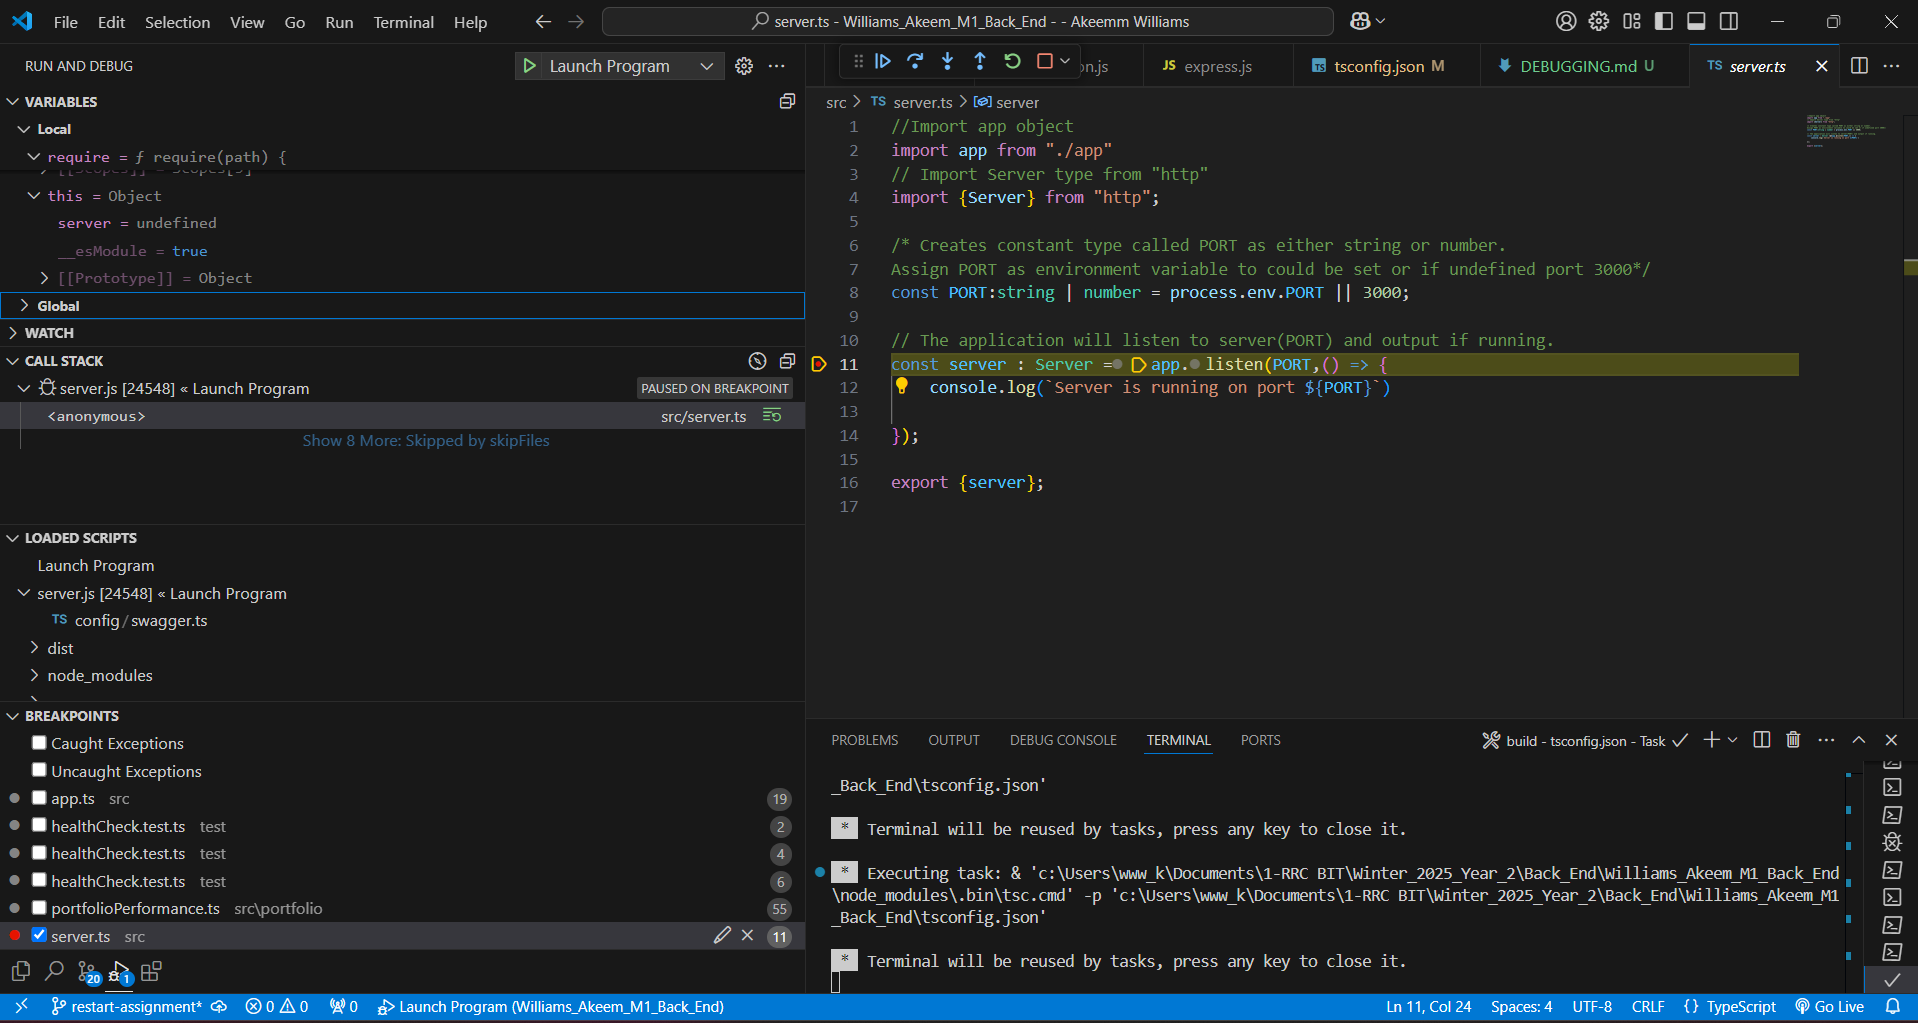 File Edit Selection View Go Run Terminal Help
server.ts - Williams_Akeem_M1_Back_End - - Akeemm Williams
RUN AND DEBUG
Launch Program
VARIABLES
Local
require = ƒ require(path) {
this = Object
server = undefined
__esModule = true
[[Prototype]] = Object
Global
WATCH
CALL STACK
server.js [24548] « Launch Program PAUSED ON BREAKPOINT
<anonymous> src/server.ts
Show 8 More: Skipped by skipFiles
LOADED SCRIPTS
Launch Program
server.js [24548] « Launch Program
TS config/swagger.ts
dist
node_modules
BREAKPOINTS
Caught Exceptions
Uncaught Exceptions
app.ts src 19
healthCheck.test.ts test 2
healthCheck.test.ts test 4
healthCheck.test.ts test 6
portfolioPerformance.ts src\portfolio 55
server.ts src 11
20 1
on.js JS express.js TS tsconfig.json M DEBUGGING.md U TS server.ts
src > TS server.ts > server
1 //Import app object
2 import app from "./app"
3 // Import Server type from "http"
4 import {Server} from "http";
5
6 /* Creates constant type called PORT as either string or number.
7 Assign PORT as environment variable to could be set or if undefined port 3000*/
8 const PORT:string | number = process.env.PORT || 3000;
9
10 // The application will listen to server(PORT) and output if running.
11 const server : Server = app. listen(PORT,() => {
12 console.log(`Server is running on port ${PORT}`)
13
14 });
15
16 export {server};
17
PROBLEMS OUTPUT DEBUG CONSOLE TERMINAL PORTS
build - tsconfig.json - Task
_Back_End\tsconfig.json'
* Terminal will be reused by tasks, press any key to close it.
* Executing task: & 'c:\Users\www_k\Documents\1-RRC BIT\Winter_2025_Year_2\Back_End\Williams_Akeem_M1_Back_End
\node_modules\.bin\tsc.cmd' -p 'c:\Users\www_k\Documents\1-RRC BIT\Winter_2025_Year_2\Back_End\Williams_Akeem_M1
_Back_End\tsconfig.json'
* Terminal will be reused by tasks, press any key to close it.
restart-assignment* 0 0 0 Launch Program (Williams_Akeem_M1_Back_End)
Ln 11, Col 24 Spaces: 4 UTF-8 CRLF {} TypeScript Go Live